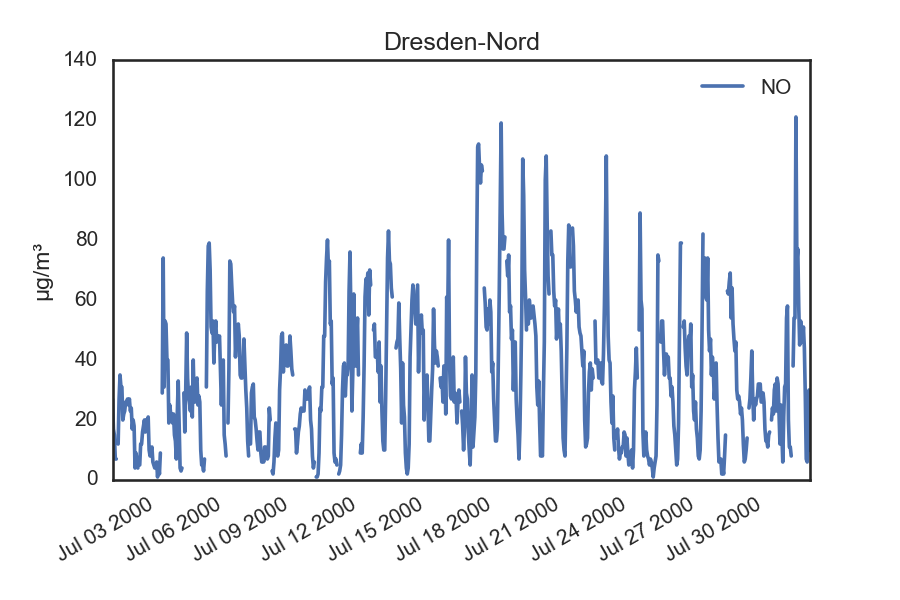 Dresden-Nord
NO
µg/m³
140
120
100
80
60
40
20
0
Jul 03 2000
Jul 06 2000
Jul 09 2000
Jul 12 2000
Jul 15 2000
Jul 18 2000
Jul 21 2000
Jul 24 2000
Jul 27 2000
Jul 30 2000